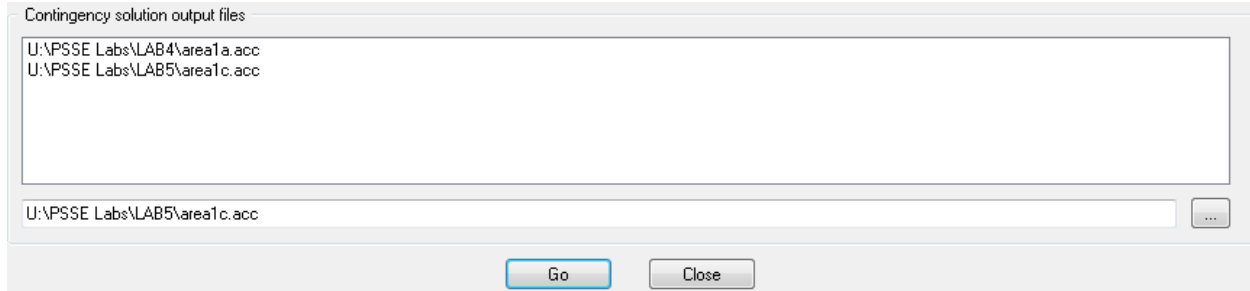 Contingency solution output files
U:\PSSE Labs\LAB4\area1a.acc
U:\PSSE Labs\LAB5\area1c.acc
U:\PSSE Labs\LAB5\area1c.acc
...
Go Close